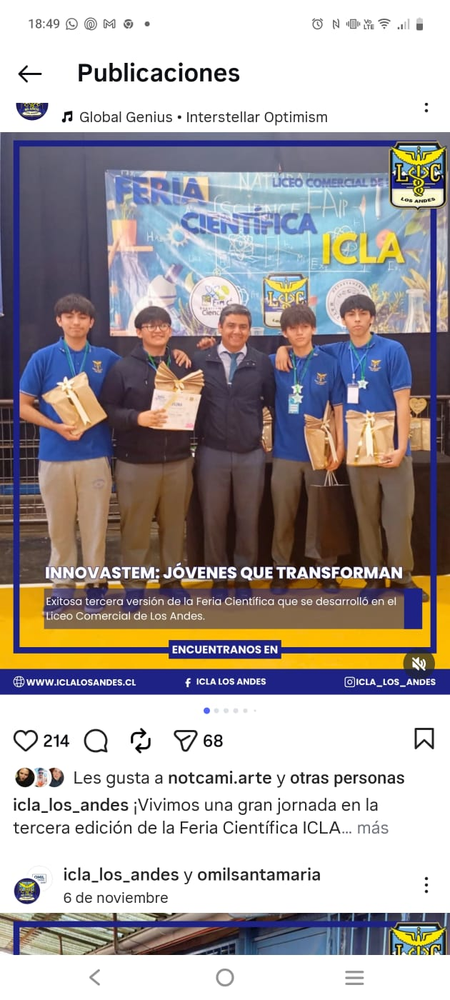 18:49
Vo
LTE
Publicaciones
Global Genius • Interstellar Optimism
LICEO COMERCIAL DE
FERIA
CIENTÍFICA
ICLA
L C
LOS ANDES
INNOVASTEM: JÓVENES QUE TRANSFORMAN
Exitosa tercera versión de la Feria Científica que se desarrolló en el
Liceo Comercial de Los Andes.
ENCUENTRANOS EN
WWW.ICLALOSANDES.CL
ICLA LOS ANDES
ICLA_LOS_ANDES
214
68
Les gusta a notcami.arte y otras personas
icla_los_andes ¡Vivimos una gran jornada en la
tercera edición de la Feria Científica ICLA... más
OMIL
icla_los_andes y omilsantamaria
6 de noviembre